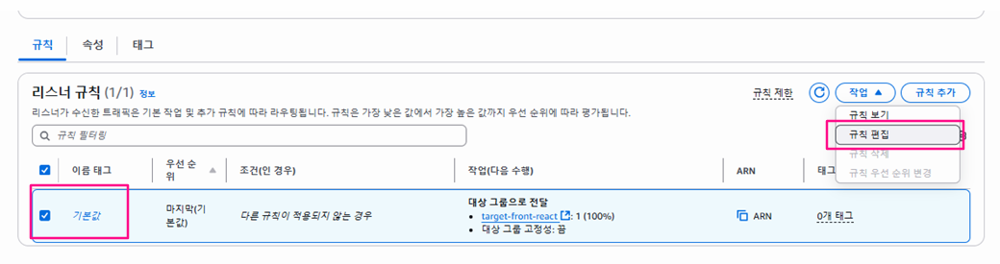 규칙
속성
태그
리스너 규칙 (1/1) 정보
규칙 제한
작업
규칙 추가
리스너가 수신한 트래픽은 기본 작업 및 추가 규칙에 따라 라우팅됩니다. 규칙은 가장 낮은 값에서 가장 높은 값까지 우선 순위에 따라 평가됩니다.
규칙 보기
규칙 편집
규칙 삭제
규칙 우선 순위 변경
규칙 필터링
이름 태그
우선 순
위
조건(인 경우)
작업(다음 수행)
ARN
태그
기본값
마지막(기
본값)
다른 규칙이 적용되지 않는 경우
대상 그룹으로 전달
• target-front-react: 1 (100%)
• 대상 그룹 고정성: 끔
ARN
0개 태그